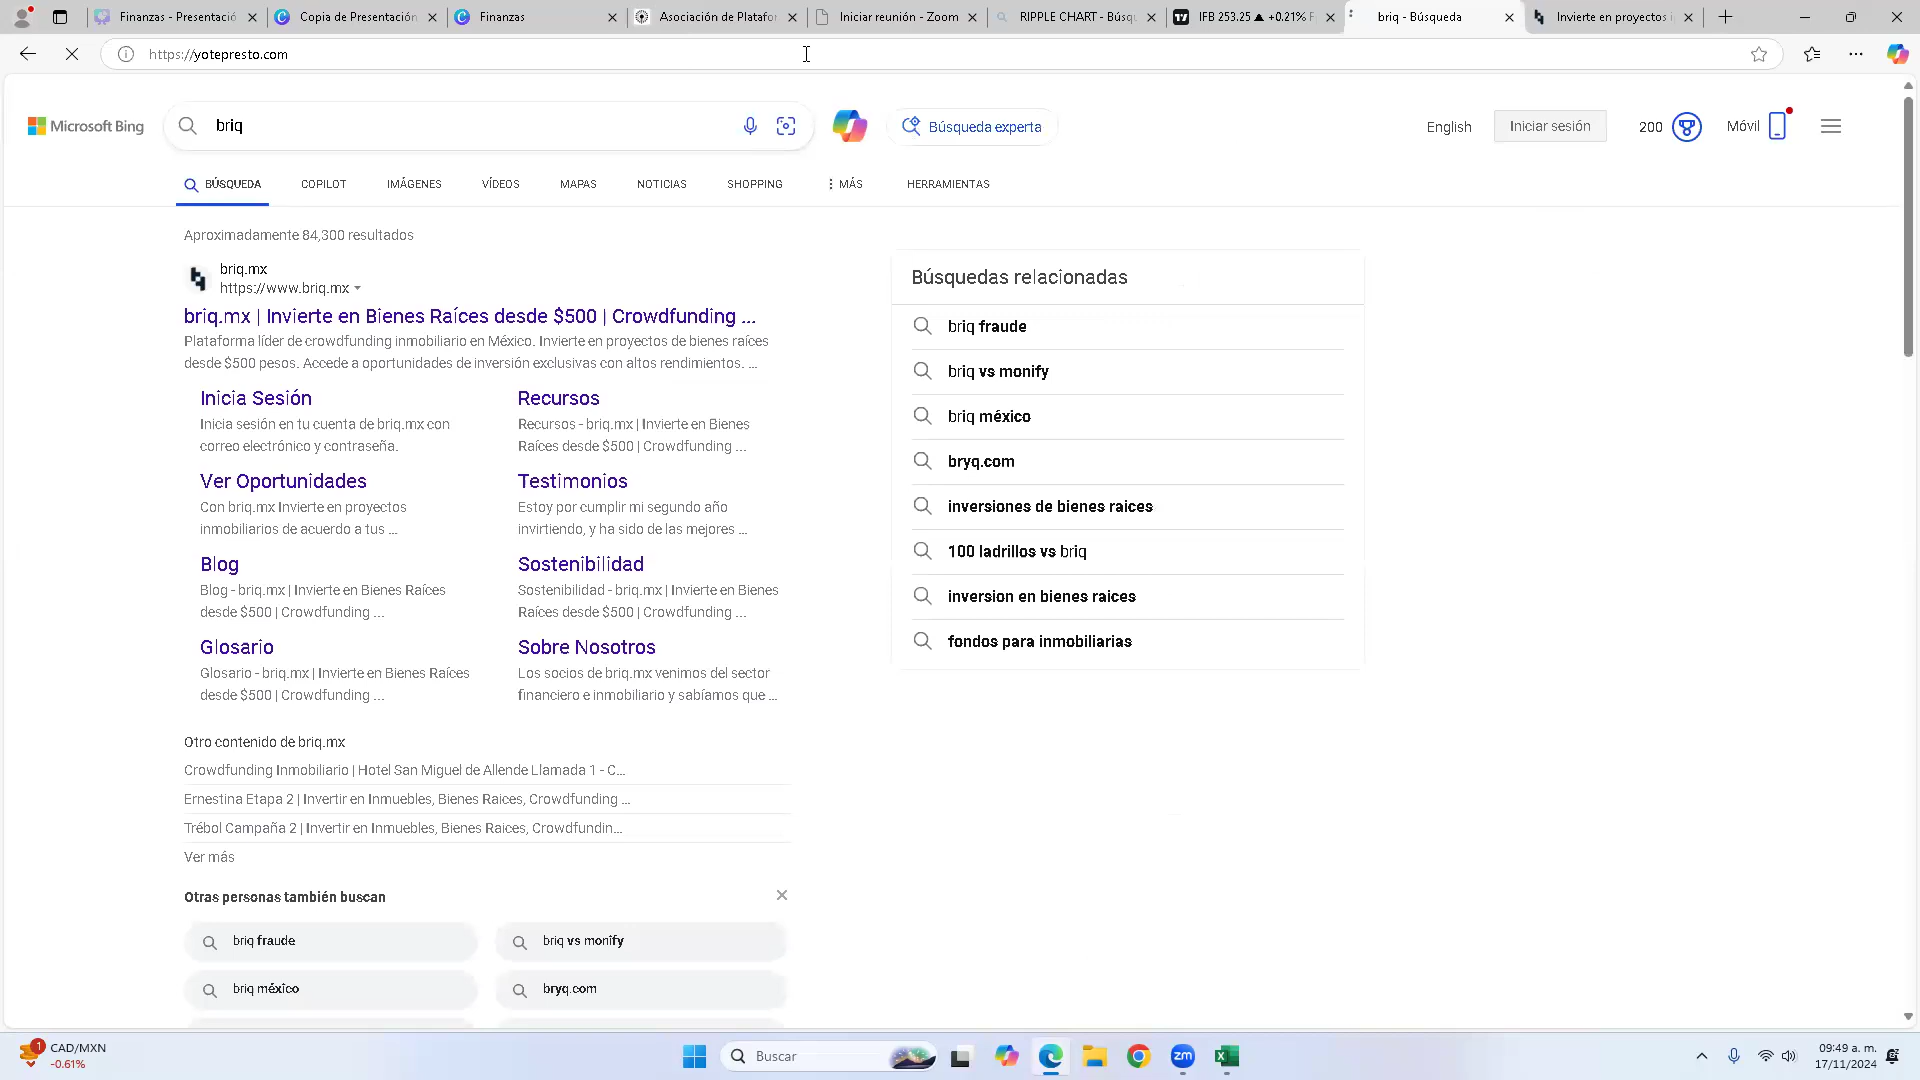 Finanzas - Presentació
Copia de Presentación
Finanzas
Asociación de Platafor
Iniciar reunión - Zoom
RIPPLE CHART - Búsqu
IFB 253.25 ▲ +0.21% F
briq - Búsqueda
Invierte en proyectos i
https://yotepresto.com
Microsoft Bing
briq
Búsqueda experta
English
Iniciar sesión
200
Móvil
BÚSQUEDA
COPILOT
IMÁGENES
VÍDEOS
MAPAS
NOTICIAS
SHOPPING
MÁS
HERRAMIENTAS
Aproximadamente 84,300 resultados
briq.mx
https://www.briq.mx
briq.mx | Invierte en Bienes Raíces desde $500 | Crowdfunding ...
Plataforma líder de crowdfunding inmobiliario en México. Invierte en proyectos de bienes raíces
desde $500 pesos. Accede a oportunidades de inversión exclusivas con altos rendimientos. ...
Inicia Sesión
Inicia sesión en tu cuenta de briq.mx con
correo electrónico y contraseña.
Recursos
Recursos - briq.mx | Invierte en Bienes
Raíces desde $500 | Crowdfunding ...
Ver Oportunidades
Con briq.mx Invierte en proyectos
inmobiliarios de acuerdo a tus ...
Testimonios
Estoy por cumplir mi segundo año
invirtiendo, y ha sido de las mejores ...
Blog
Blog - briq.mx | Invierte en Bienes Raíces
desde $500 | Crowdfunding ...
Sostenibilidad
Sostenibilidad - briq.mx | Invierte en Bienes
Raíces desde $500 | Crowdfunding ...
Glosario
Glosario - briq.mx | Invierte en Bienes Raíces
desde $500 | Crowdfunding ...
Sobre Nosotros
Los socios de briq.mx venimos del sector
financiero e inmobiliario y sabíamos que ...
Otro contenido de briq.mx
Crowdfunding Inmobiliario | Hotel San Miguel de Allende Llamada 1 - C...
Ernestina Etapa 2 | Invertir en Inmuebles, Bienes Raices, Crowdfunding ...
Trébol Campaña 2 | Invertir en Inmuebles, Bienes Raices, Crowdfundin...
Ver más
Otras personas también buscan
briq fraude
briq vs monify
briq méxico
bryq.com
Búsquedas relacionadas
briq fraude
briq vs monify
briq méxico
bryq.com
inversiones de bienes raices
100 ladrillos vs briq
inversion en bienes raices
fondos para inmobiliarias
1
CAD/MXN
-0.61%
Buscar
zm
09:49 a. m.
17/11/2024